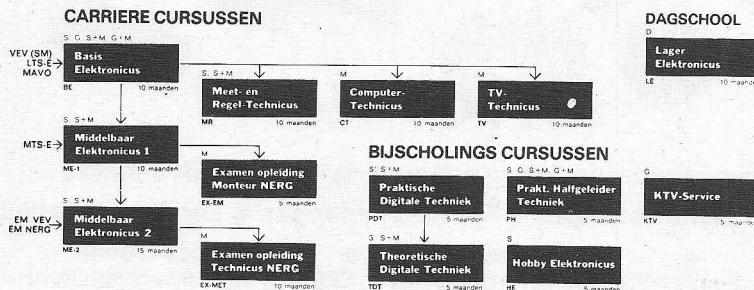 CARRIERE CURSUSSEN
S G S+M G+M
VEV (SM)
LTS-E
MAVO
Basis
Elektronicus
BE 10 maanden
S. S+M
Meet- en
Regel-Technicus
MR 10 maanden
M
Computer-
Technicus
CT 10 maanden
M
TV-
Technicus
TV 10 maanden
S. S+M
MTS-E
Middelbaar
Elektronicus 1
ME-1 10 maanden
M
Examen opleiding
Monteur NERG
EX-EM 5 maanden
S S+M
EM VEV
EM NERG
Middelbaar
Elektronicus 2
ME-2 15 maanden
M
Examen opleiding
Technicus NERG
EX-MET 10 maanden
BIJSCHOLINGS CURSUSSEN
S S+M
Praktische
Digitale Techniek
PDT 5 maanden
S G S+M. G+M
Prakt. Halfgeleider
Techniek
PH 5 maanden
G S+M
Theoretische
Digitale Techniek
TDT 5 maanden
S
Hobby Elektronicus
HE 5 maanden
DAGSCHOOL
D
Lager
Elektronicus
LE 10
G
KTV-Service
KTV 5